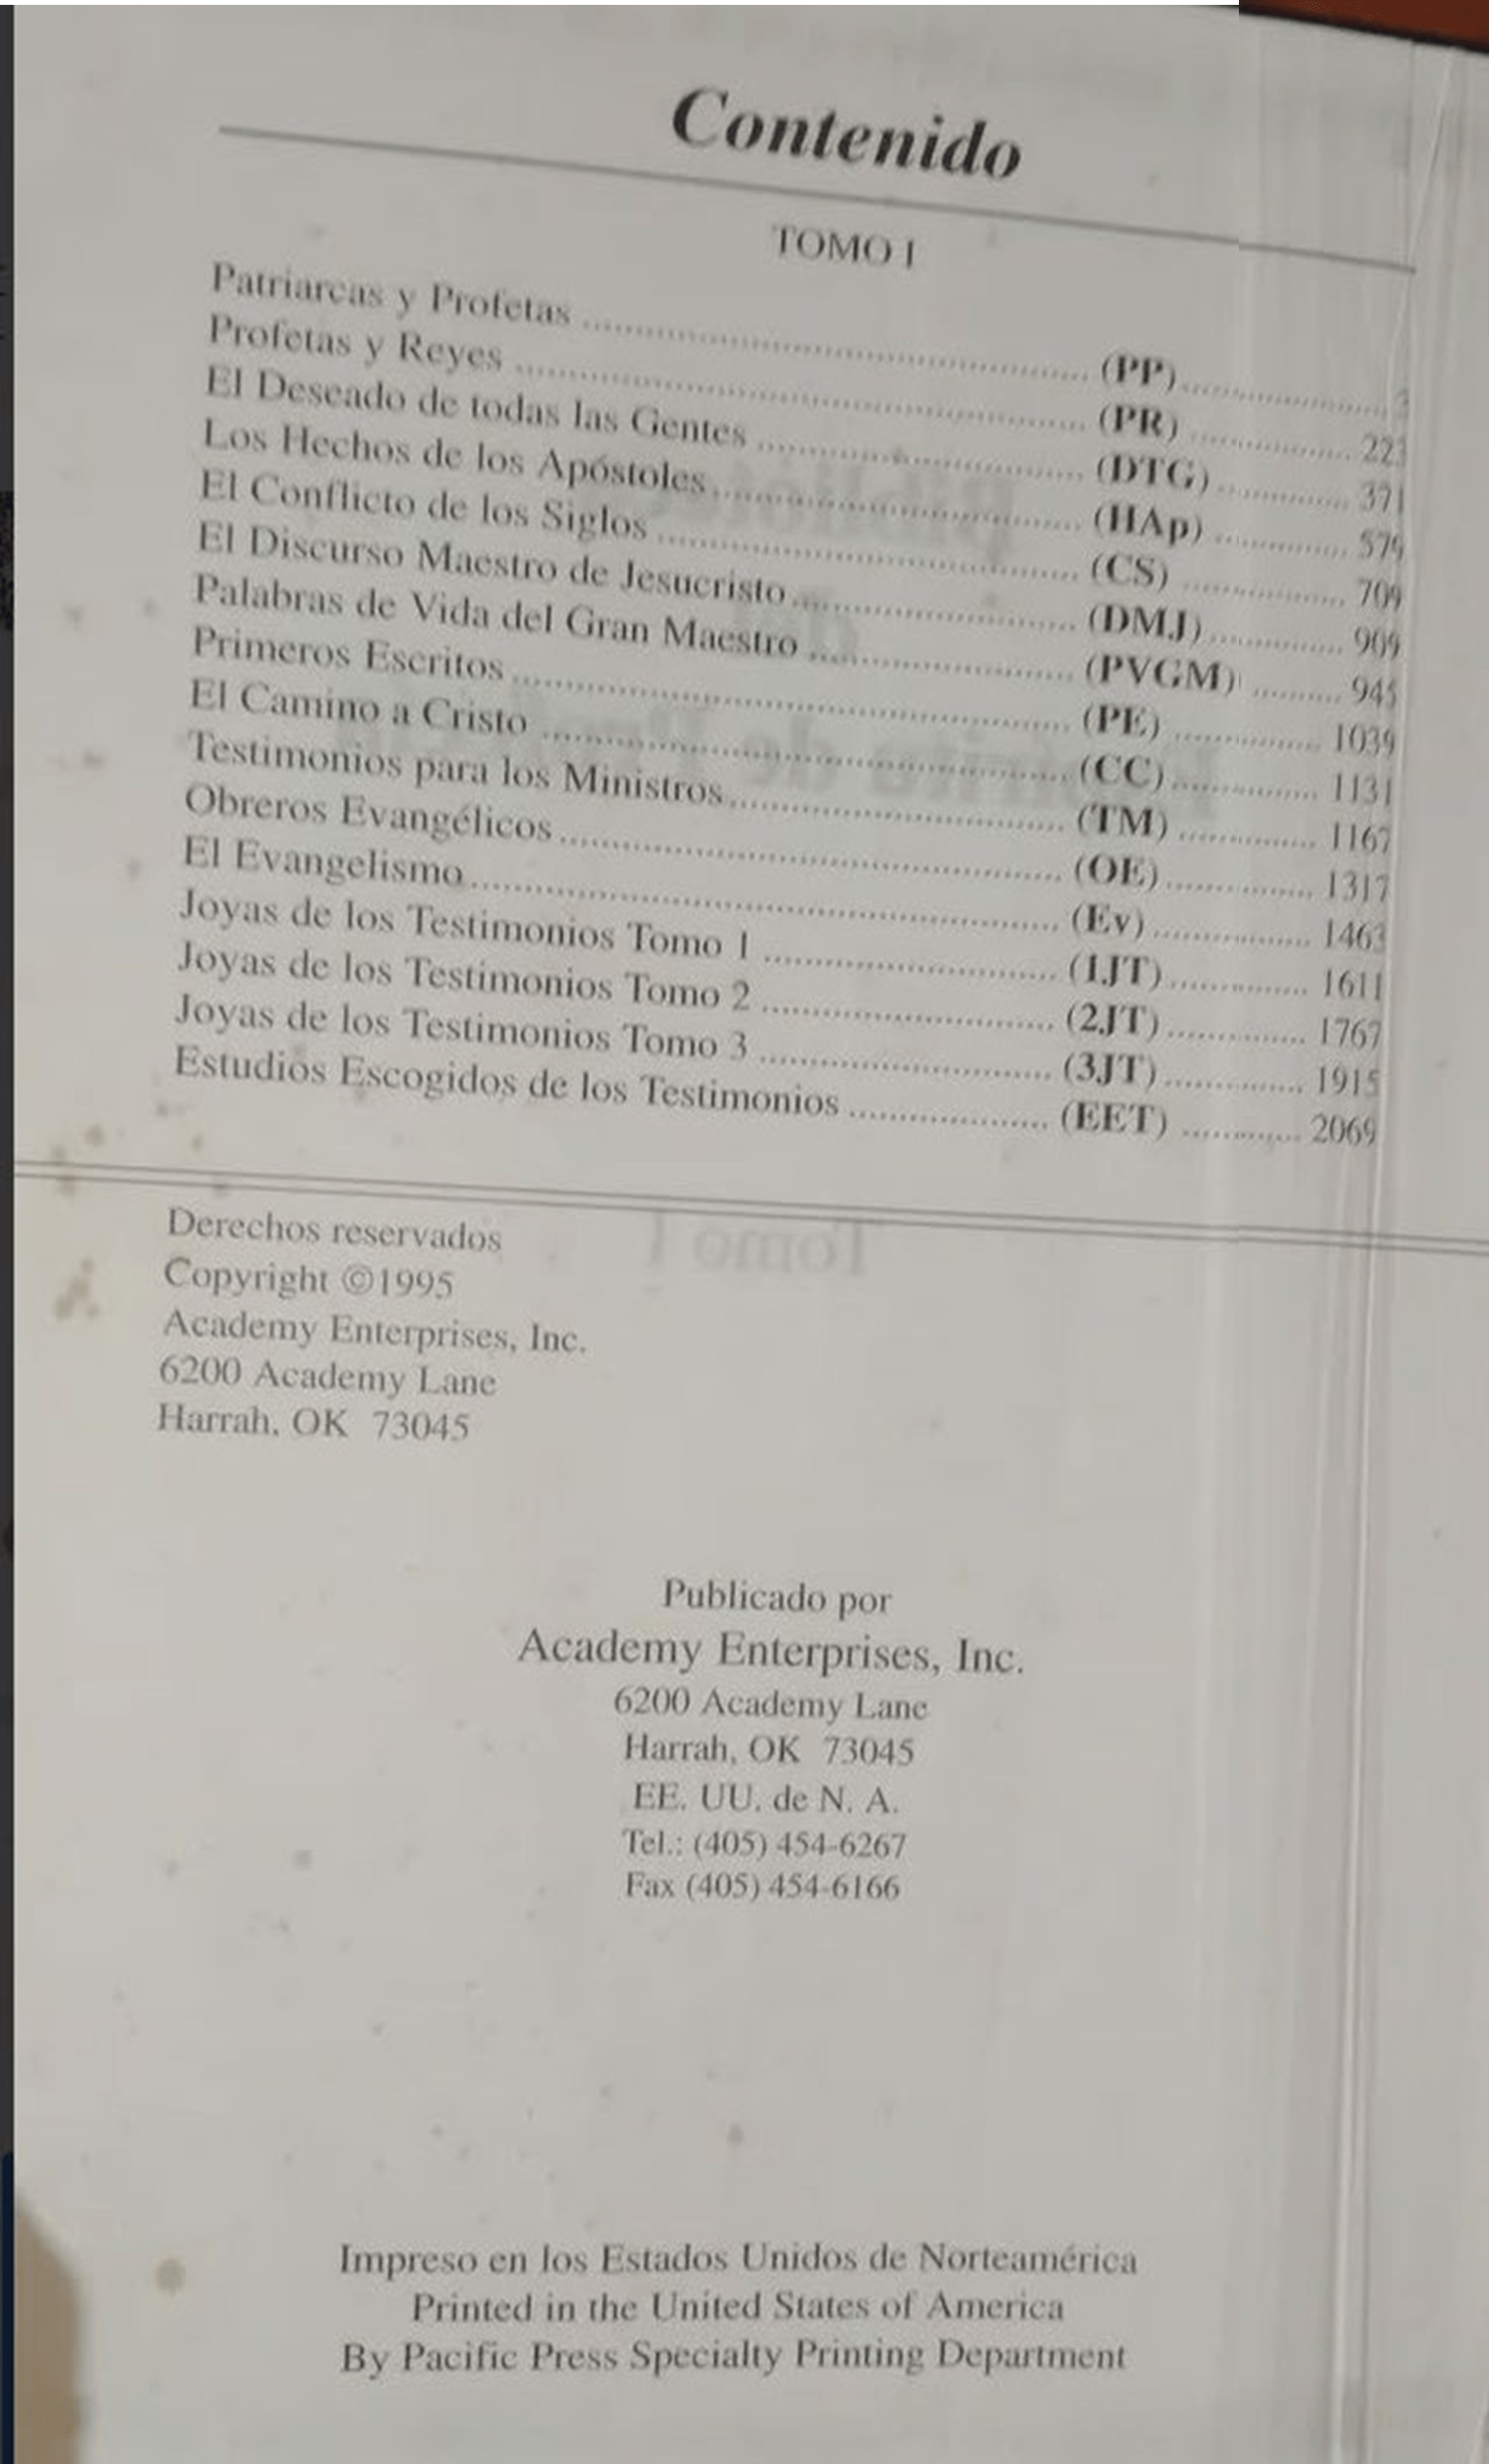 Contenido
TOMO I
Patriarcas y Profetas ........................ (PP) ............ 3
Profetas y Reyes ........................ (PR) ............ 223
El Deseado de todas las Gentes ........................ (DTG) ............ 371
Los Hechos de los Apóstoles ........................ (HAp) ............ 579
El Conflicto de los Siglos ........................ (CS) ............ 709
El Discurso Maestro de Jesucristo ........................ (DMJ) ............ 909
Palabras de Vida del Gran Maestro ........................ (PVGM) ............ 945
Primeros Escritos ........................ (PE) ............ 1039
El Camino a Cristo ........................ (CC) ............ 1131
Testimonios para los Ministros ........................ (TM) ............ 1167
Obreros Evangélicos ........................ (OE) ............ 1317
El Evangelismo ........................ (Ev) ............ 1463
Joyas de los Testimonios Tomo 1 ........................ (1JT) ............ 1611
Joyas de los Testimonios Tomo 2 ........................ (2JT) ............ 1767
Joyas de los Testimonios Tomo 3 ........................ (3JT) ............ 1915
Estudios Escogidos de los Testimonios ........................ (EET) ............ 2069
Derechos reservados
Copyright ©1995
Academy Enterprises, Inc.
6200 Academy Lane
Harrah, OK 73045
Publicado por
Academy Enterprises, Inc.
6200 Academy Lane
Harrah, OK 73045
EE. UU. de N. A.
Tel.: (405) 454-6267
Fax (405) 454-6166
Impreso en los Estados Unidos de Norteamérica
Printed in the United States of America
By Pacific Press Specialty Printing Department